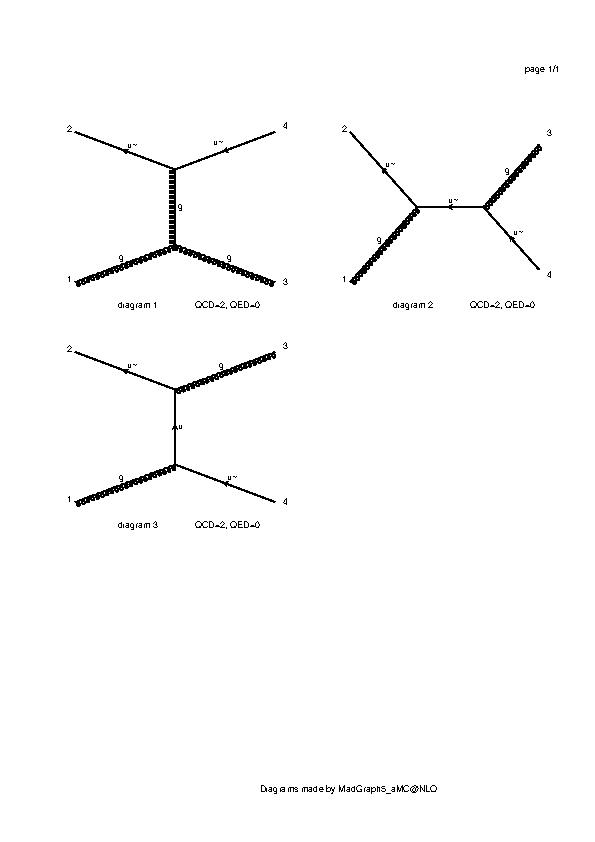 page 1/1
2 u~ u~ 4
g
g g
1 3
diagram 1 QCD=2, QED=0
2 3
u~ g
u~
g u~
1 4
diagram 2 QCD=2, QED=0
2 u~ g 3
u
g u~
1 4
diagram 3 QCD=2, QED=0
Diagrams made by MadGraph5_aMC@NLO